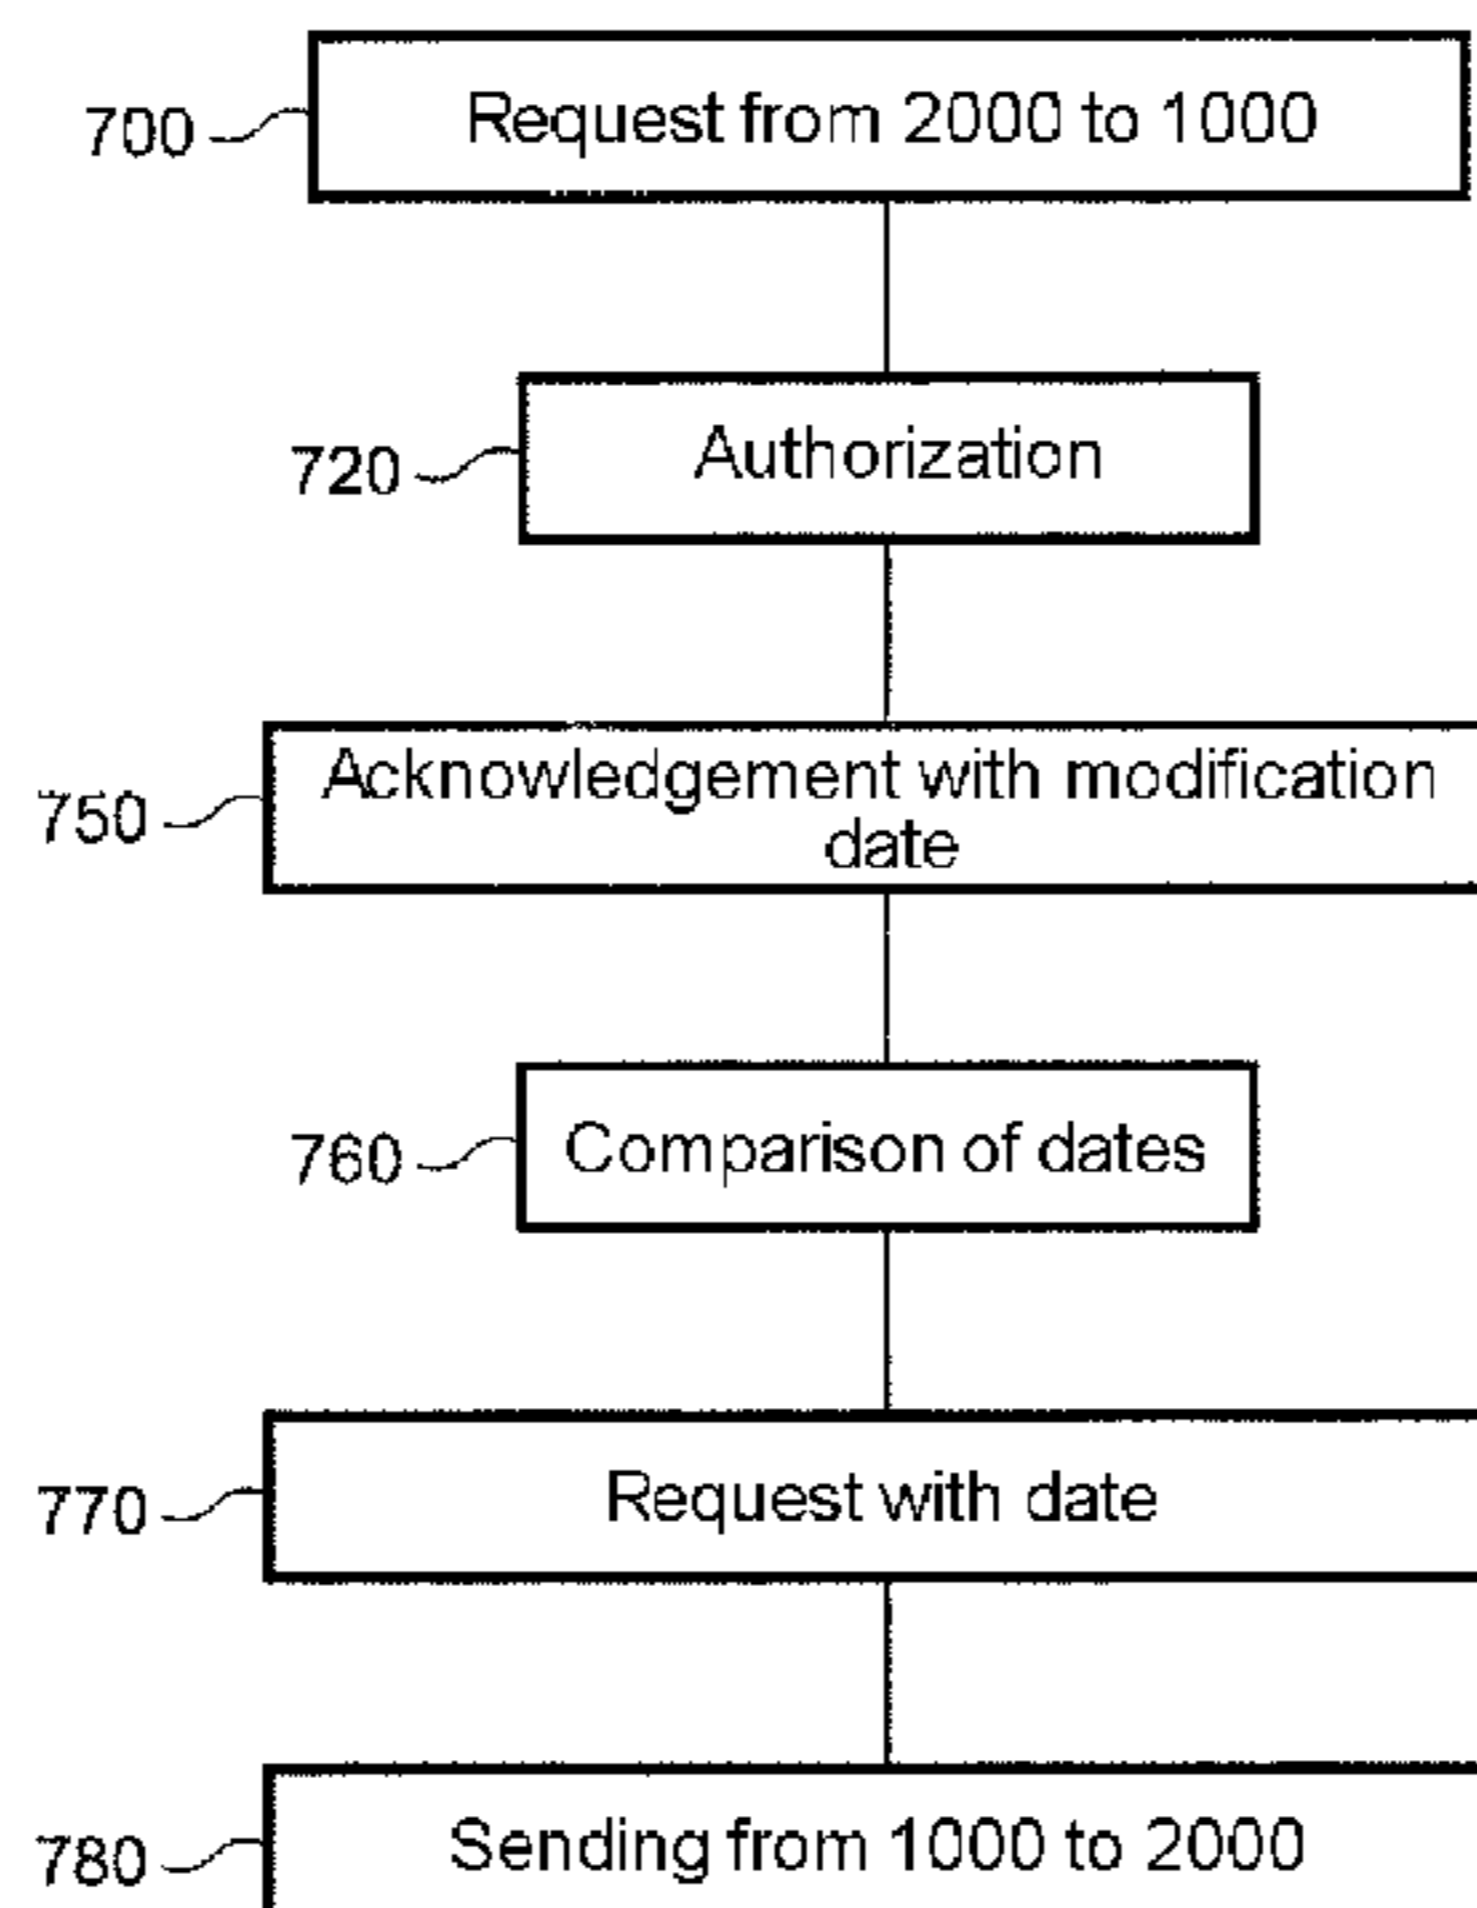 700 Request from 2000 to 1000
720 Authorization
750 Acknowledgement with modification
date
760 Comparison of dates
770 Request with date
780 Sending from 1000 to 2000